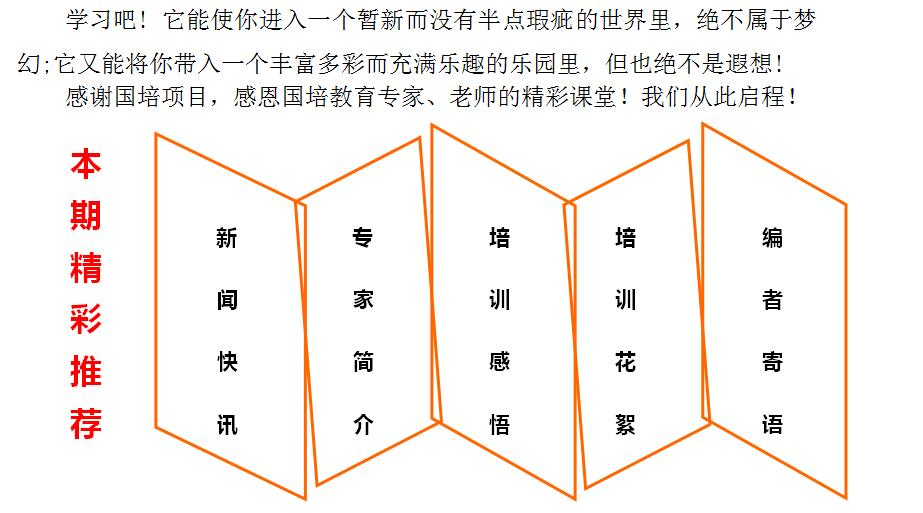 学习吧！它能使你进入一个暂新而没有半点瑕疵的世界里，绝不属于梦
幻;它又能将你带入一个丰富多彩而充满乐趣的乐园里，但也绝不是遐想!
感谢国培项目，感恩国培教育专家、老师的精彩课堂！我们从此启程！
本期精彩推荐
新闻快讯
专家简介
培训感悟
培训花絮
编者寄语